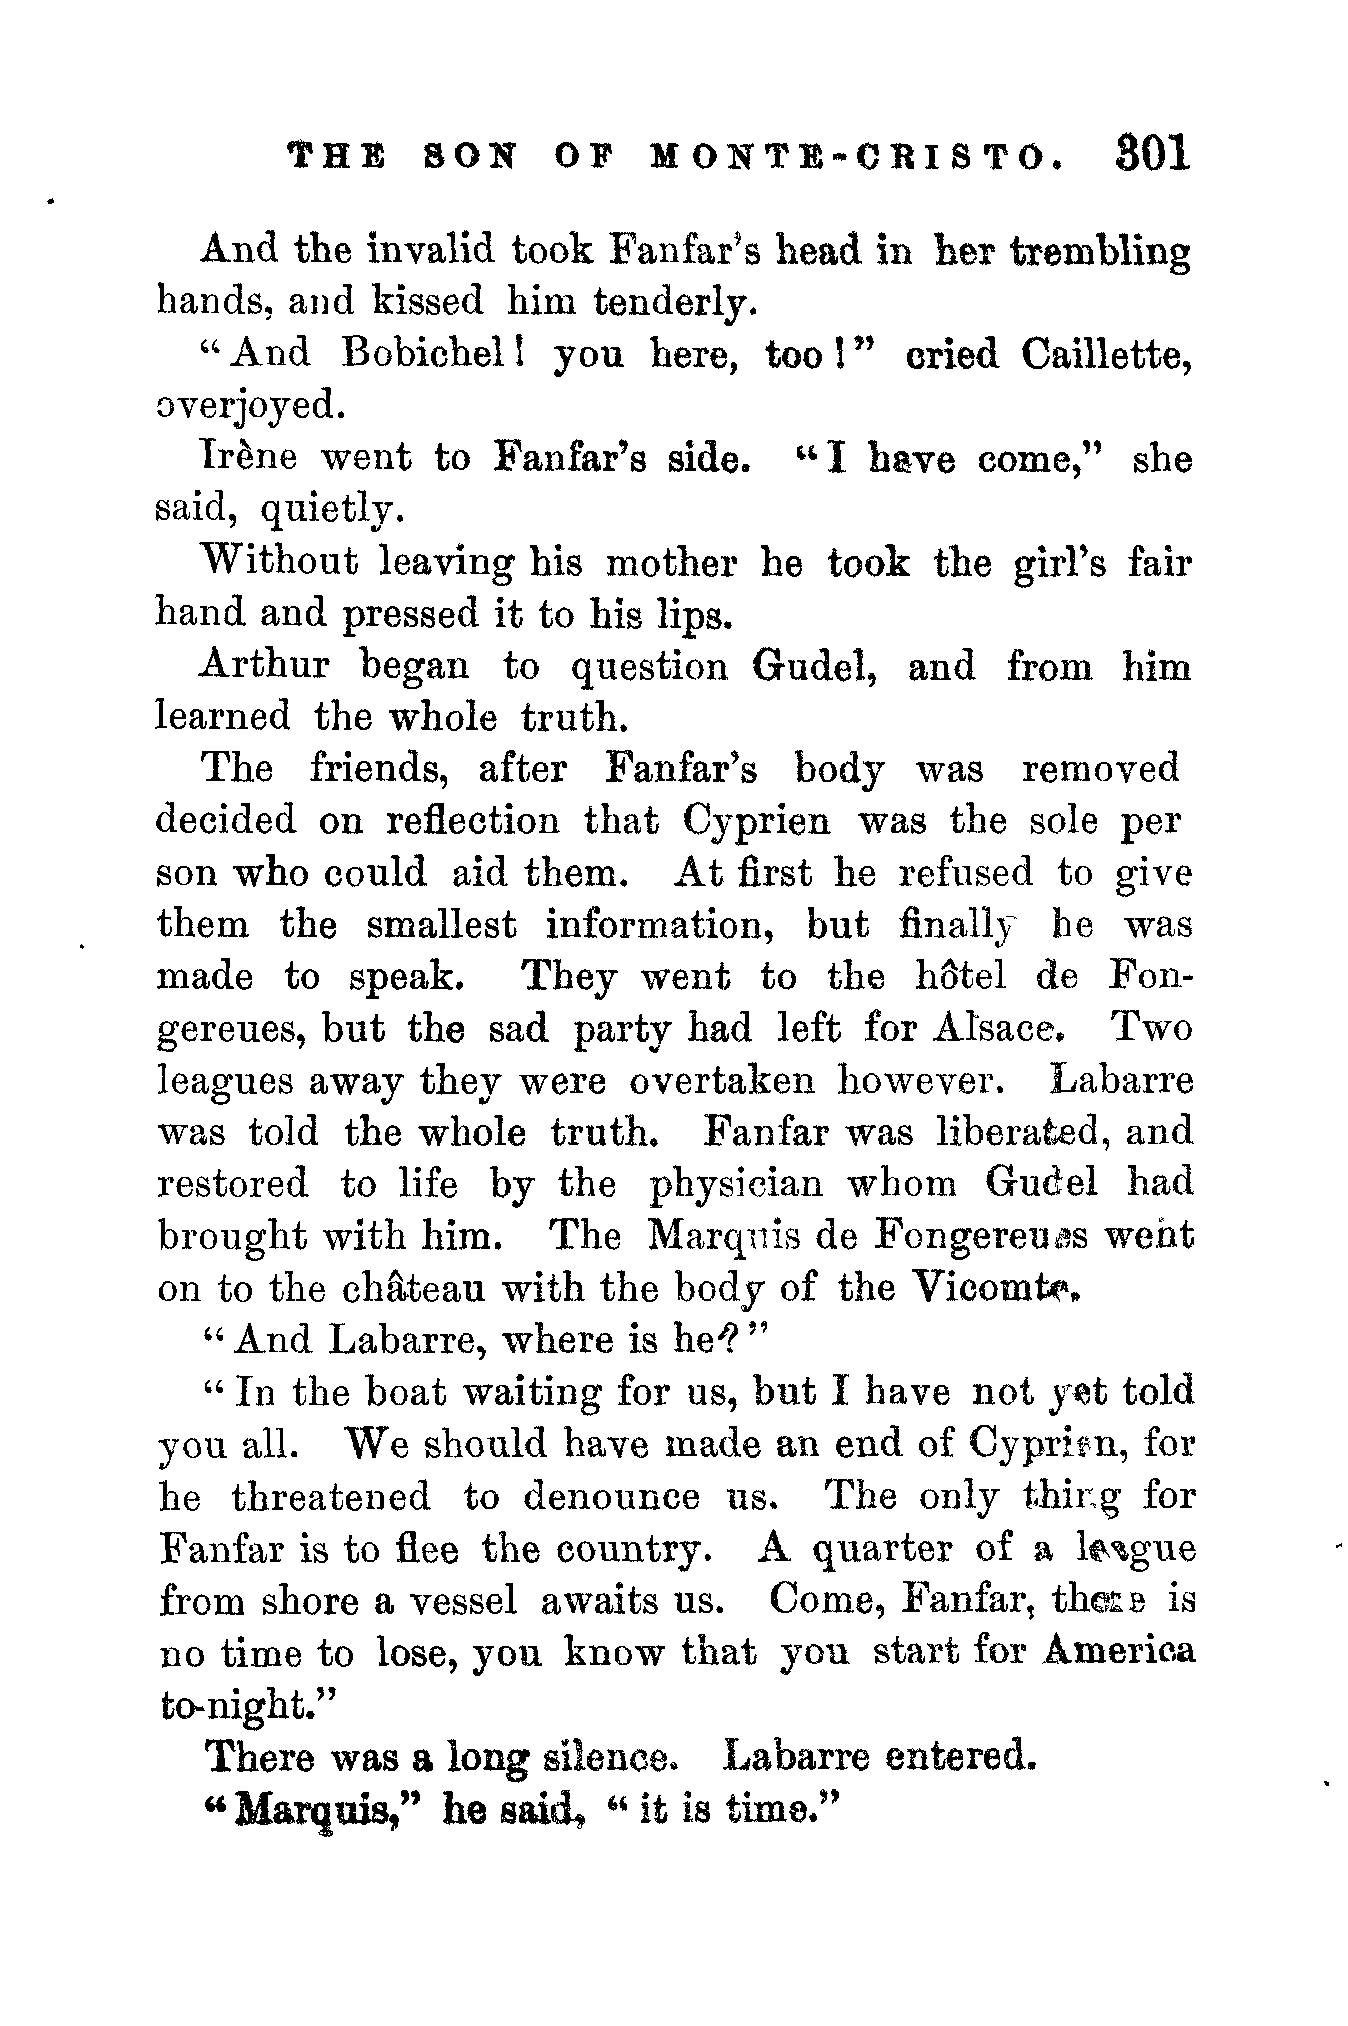 THE SON OF MONTE-CRISTO. 301
And the invalid took Fanfar's head in her trembling
hands, and kissed him tenderly.
"And Bobichel! you here, too!" cried Caillette,
overjoyed.
Irène went to Fanfar's side. "I have come," she
said, quietly.
Without leaving his mother he took the girl's fair
hand and pressed it to his lips.
Arthur began to question Gudel, and from him
learned the whole truth.
The friends, after Fanfar's body was removed
decided on reflection that Cyprien was the sole per
son who could aid them. At first he refused to give
them the smallest information, but finally he was
made to speak. They went to the hôtel de Fon-
gereues, but the sad party had left for Alsace. Two
leagues away they were overtaken however. Labarre
was told the whole truth. Fanfar was liberated, and
restored to life by the physician whom Gudel had
brought with him. The Marquis de Fongereues went
on to the château with the body of the Vicomte.
"And Labarre, where is he?"
"In the boat waiting for us, but I have not yet told
you all. We should have made an end of Cyprien, for
he threatened to denounce us. The only thing for
Fanfar is to flee the country. A quarter of a league
from shore a vessel awaits us. Come, Fanfar, there is
no time to lose, you know that you start for America
to-night."
There was a long silence. Labarre entered.
"Marquis," he said, "it is time."